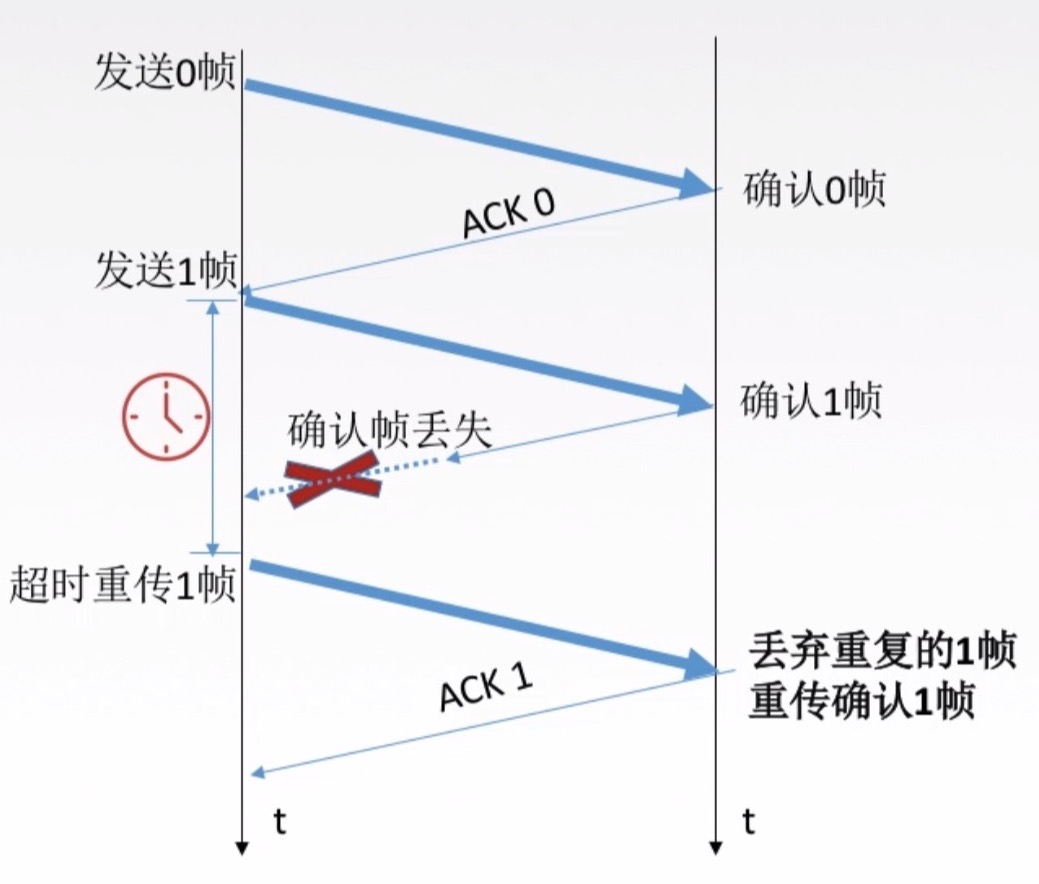 发送0帧
确认0帧
ACK 0
发送1帧
确认1帧
确认帧丢失
超时重传1帧
丢弃重复的1帧
重传确认1帧
ACK 1
t
t